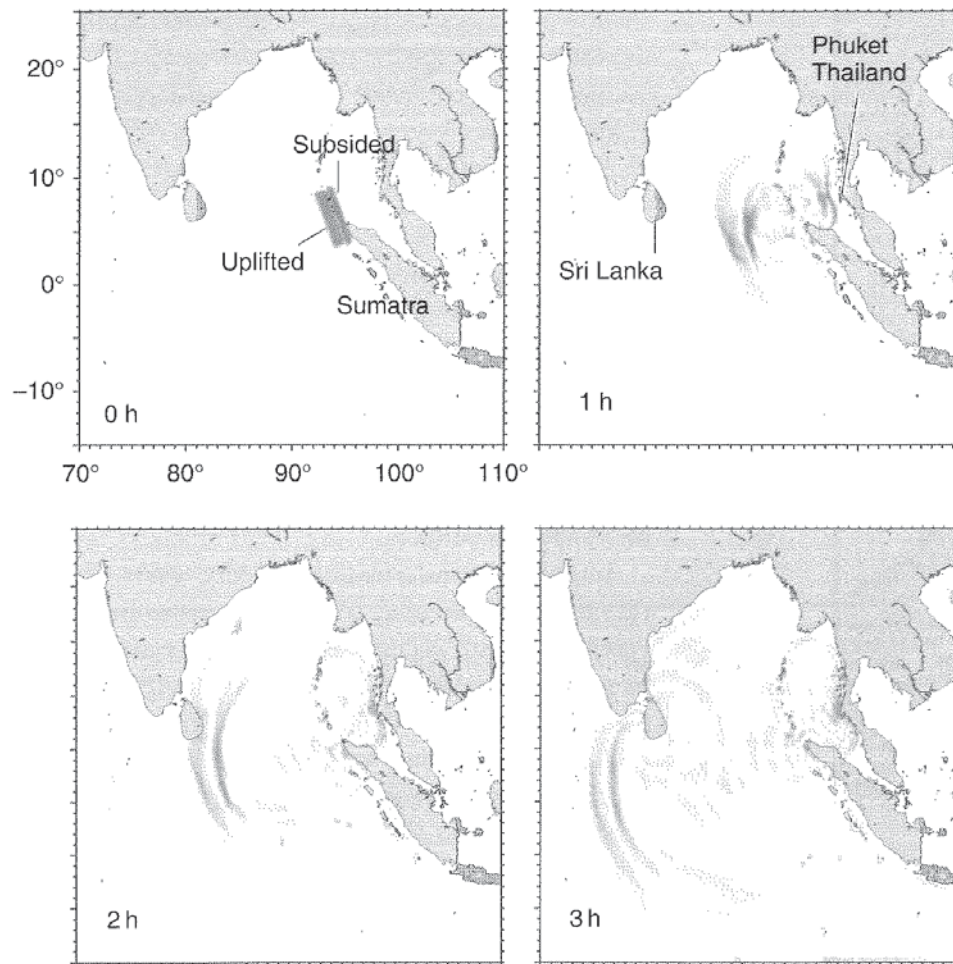 20°
10°
0°
–10°
Subsided
Uplifted
Sumatra
0 h
70°
80°
90°
100°
110°
Phuket
Thailand
Sri Lanka
1 h
2 h
3 h